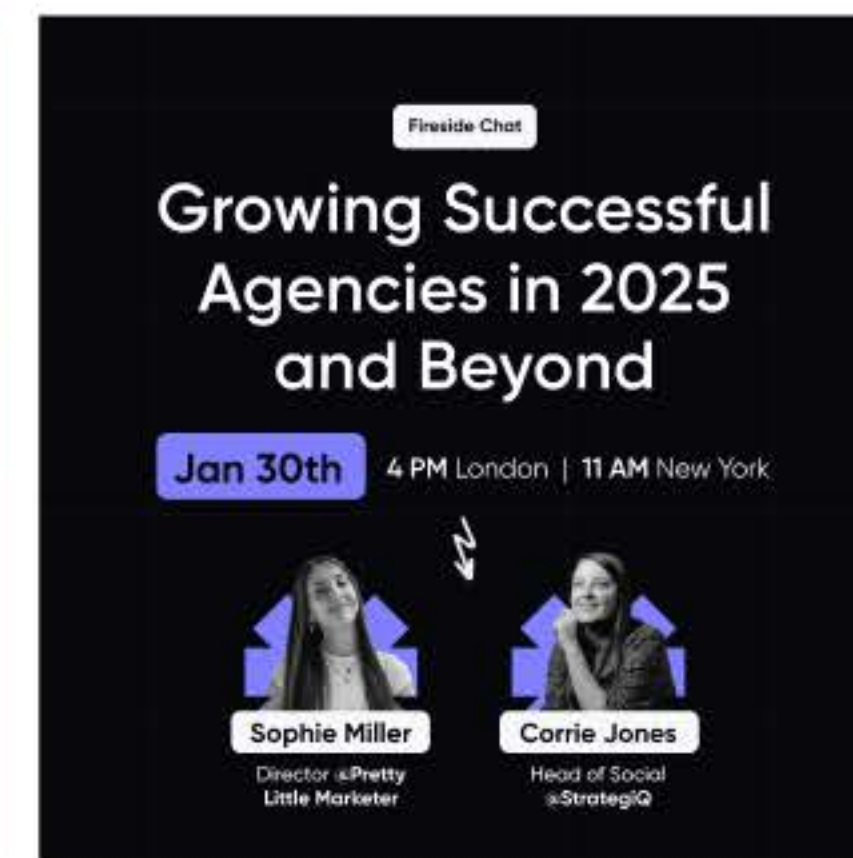 Fireside Chat
Growing Successful
Agencies in 2025
and Beyond
Jan 30th 4 PM London | 11 AM New York
Sophie Miller
Director @Pretty
Little Marketer
Corrie Jones
Head of Social
@StrategiQ